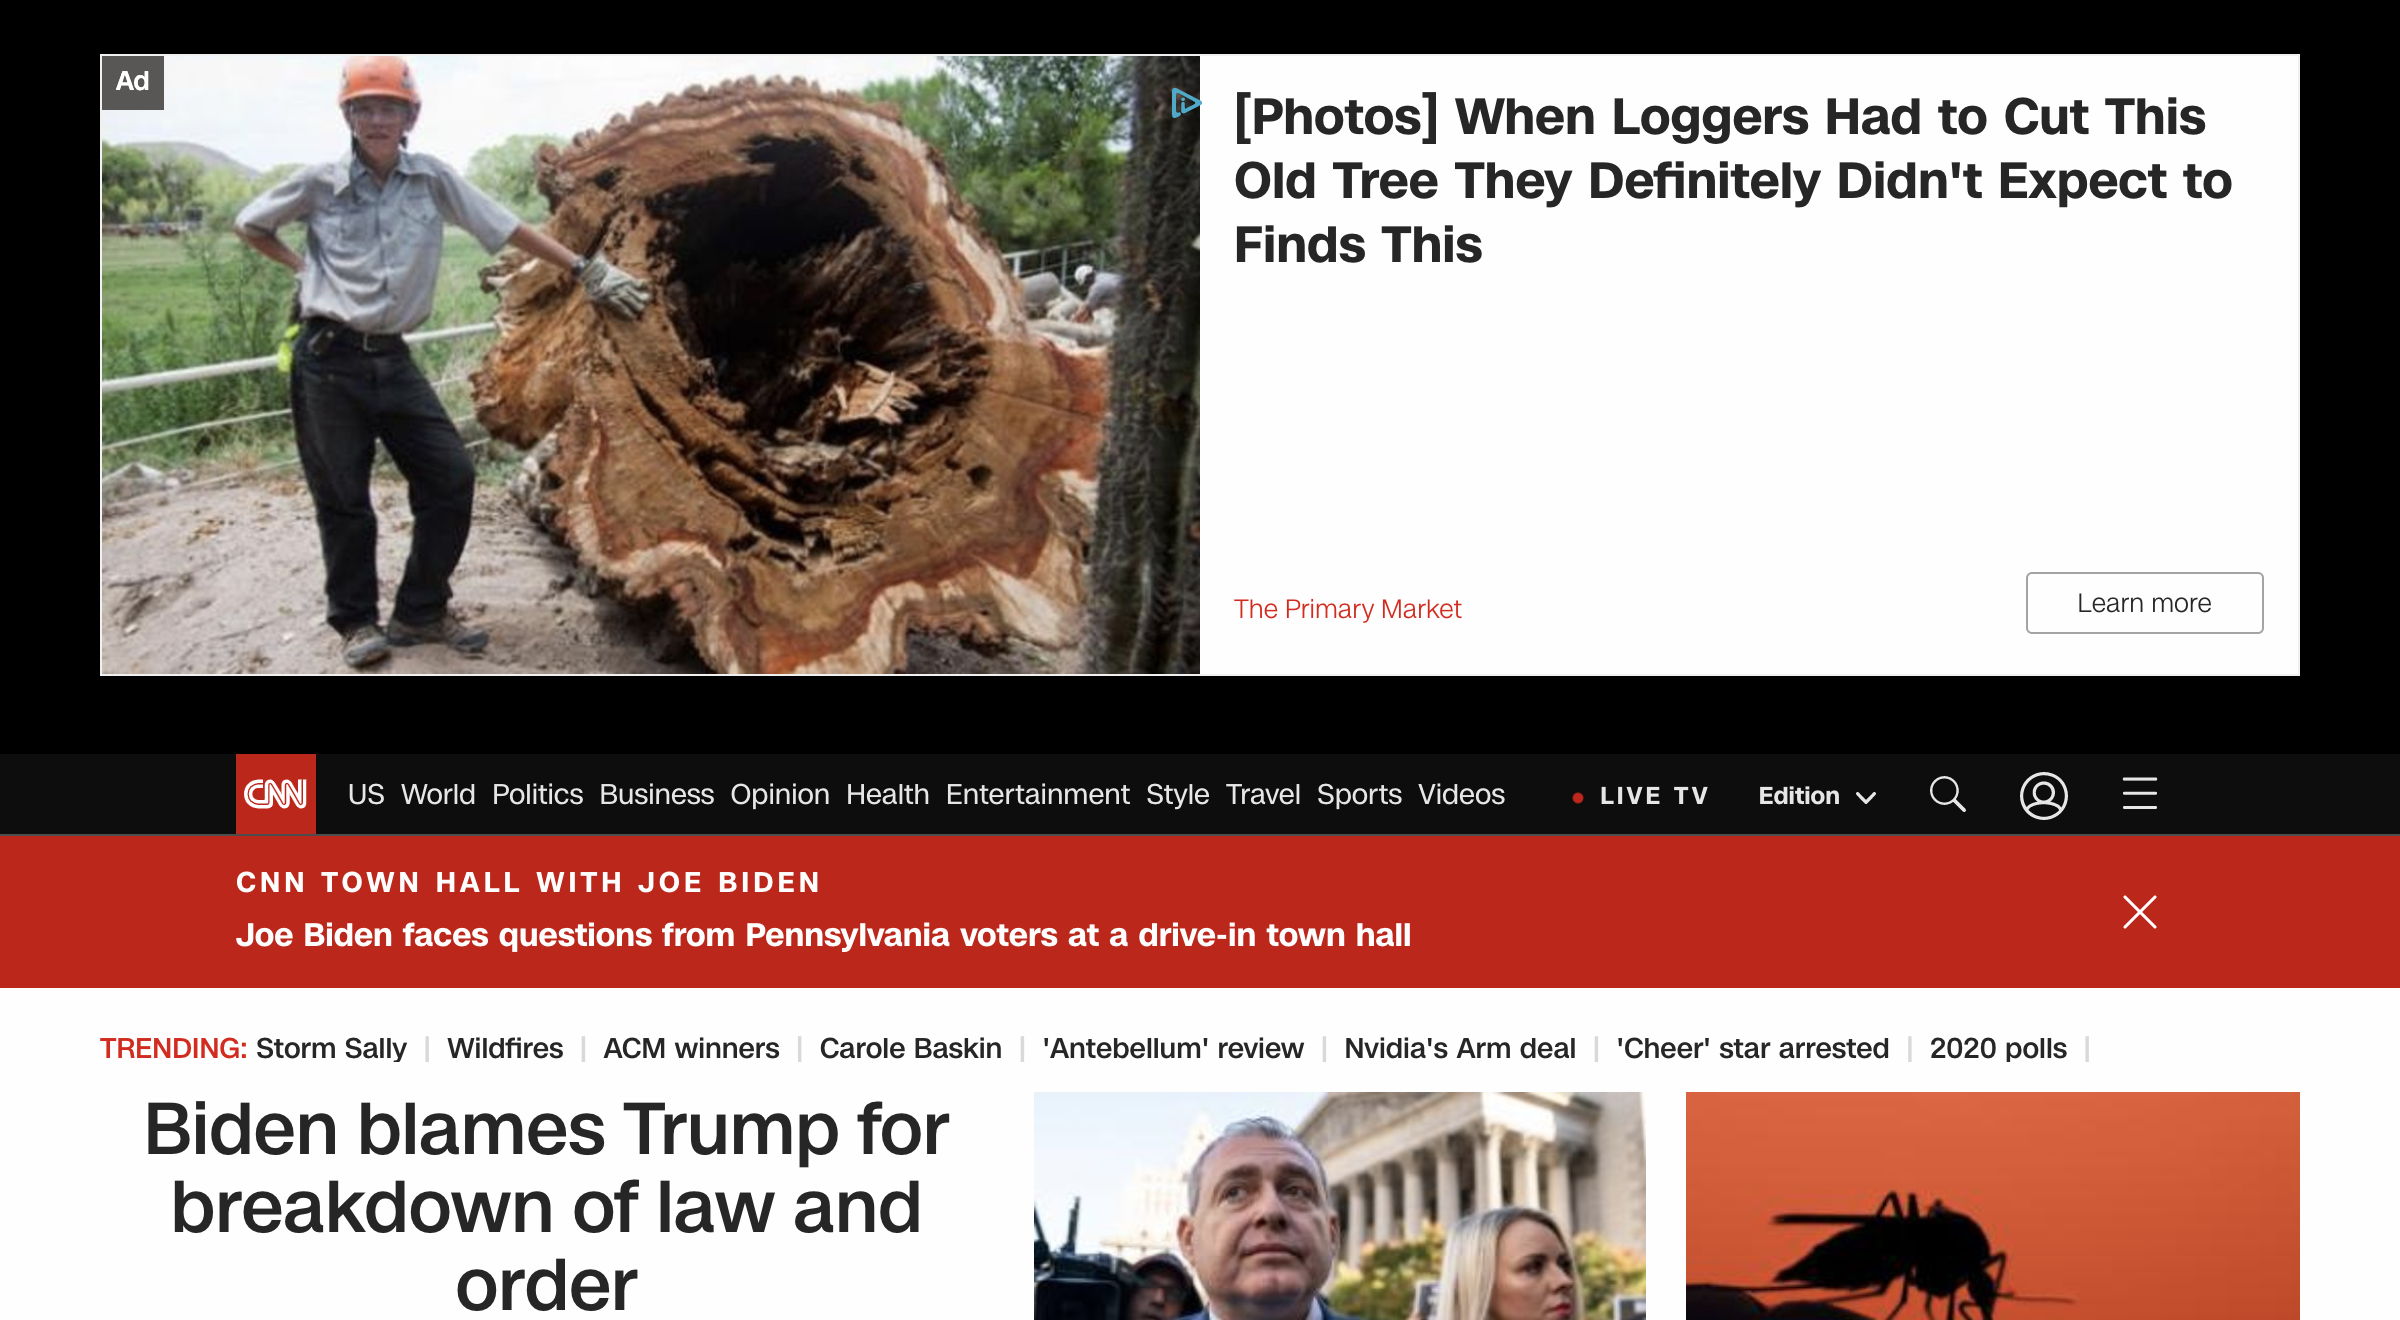 Ad
[Photos] When Loggers Had to Cut This
Old Tree They Definitely Didn't Expect to
Finds This
The Primary Market
Learn more
CNN US World Politics Business Opinion Health Entertainment Style Travel Sports Videos LIVE TV Edition
CNN TOWN HALL WITH JOE BIDEN
Joe Biden faces questions from Pennsylvania voters at a drive-in town hall
TRENDING: Storm Sally | Wildfires | ACM winners | Carole Baskin | 'Antebellum' review | Nvidia's Arm deal | 'Cheer' star arrested | 2020 polls |
Biden blames Trump for
breakdown of law and
order